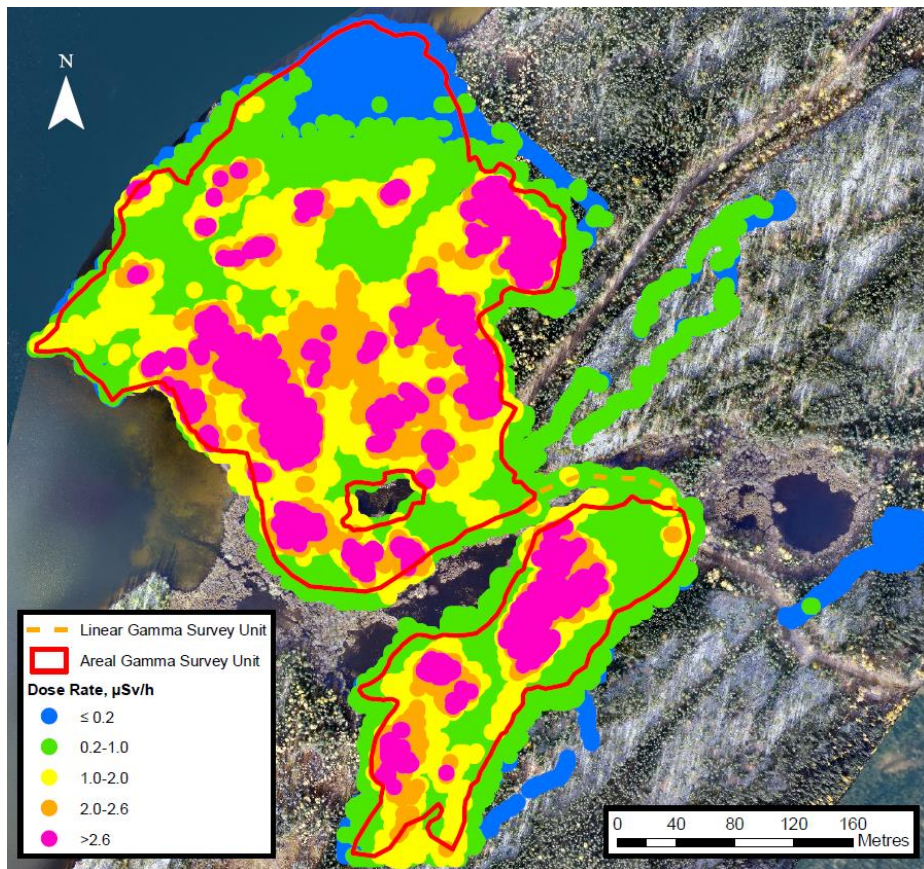 N
Linear Gamma Survey Unit
Areal Gamma Survey Unit
Dose Rate, µSv/h
≤ 0.2
0.2-1.0
1.0-2.0
2.0-2.6
>2.6
0 40 80 120 160
Metres